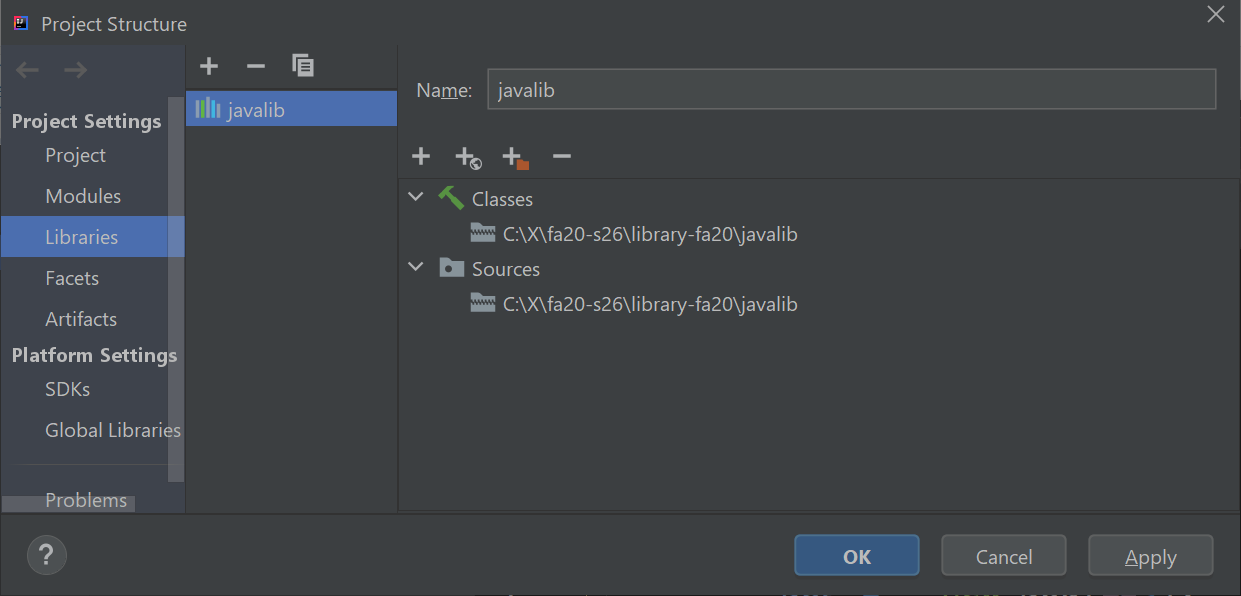 Project Structure
Project Settings
Project
Modules
Libraries
Facets
Artifacts
Platform Settings
SDKs
Global Libraries
Problems
javalib
Name: javalib
Classes
C:\X\fa20-s26\library-fa20\javalib
Sources
C:\X\fa20-s26\library-fa20\javalib
?
OK Cancel Apply